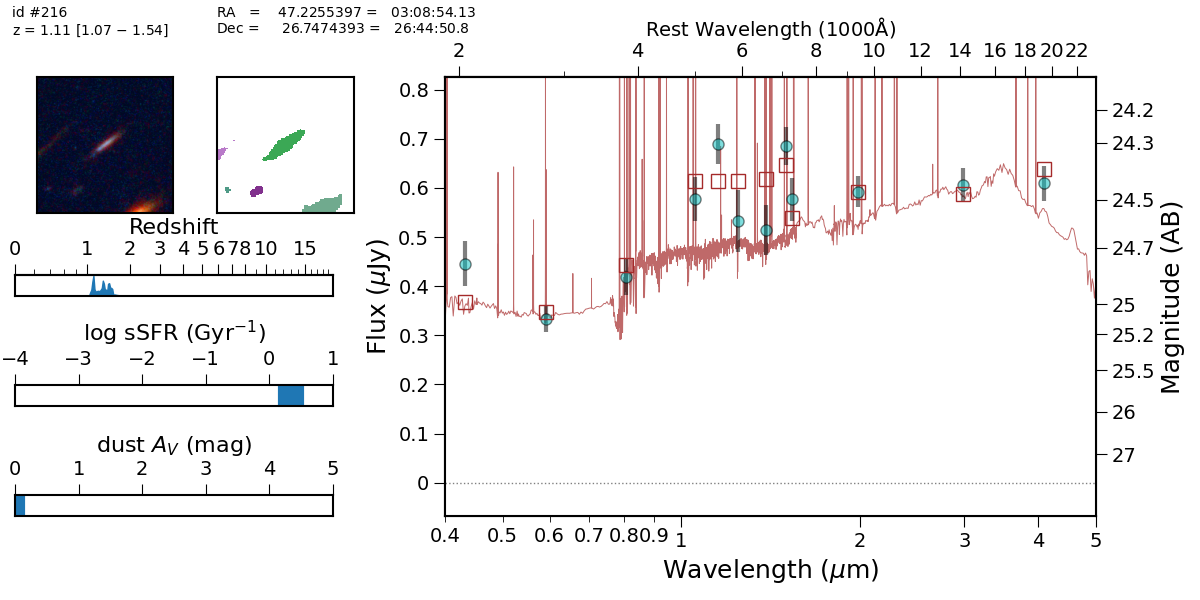 id #216
z = 1.11 [1.07 − 1.54]
RA = 47.2255397 = 03:08:54.13
Dec = 26.7474393 = 26:44:50.8
Redshift
0 1 2 3 4 5 6 7 8 10 15
log sSFR (Gyr⁻¹)
−4 −3 −2 −1 0 1
dust A_V (mag)
0 1 2 3 4 5
Rest Wavelength (1000Å)
2 4 6 8 10 12 14 16 18 20 22
Flux (μJy)
0.8
0.7
0.6
0.5
0.4
0.3
0.2
0.1
0
24.2
24.3
24.5
24.7
25
25.2
25.5
26
27
Magnitude (AB)
0.4 0.5 0.6 0.7 0.8 0.9 1 2 3 4 5
Wavelength (μm)